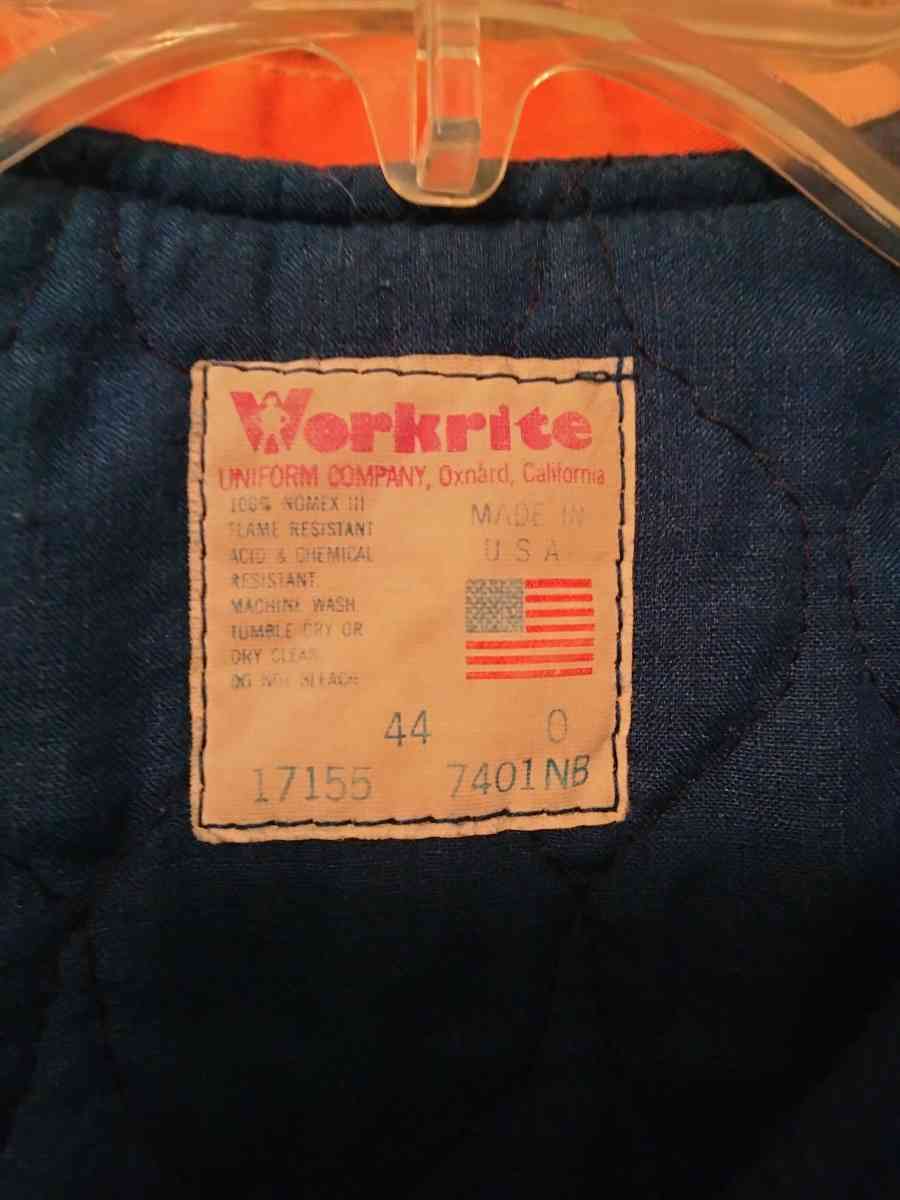 Workrite
UNIFORM COMPANY, Oxnard, California
100% NOMEX III
FLAME RESISTANT
ACID & CHEMICAL
RESISTANT.
MACHINE WASH
TUMBLE DRY OR
DRY CLEAN.
DO NOT BLEACH
MADE IN
U S A
44 0
17155 7401NB